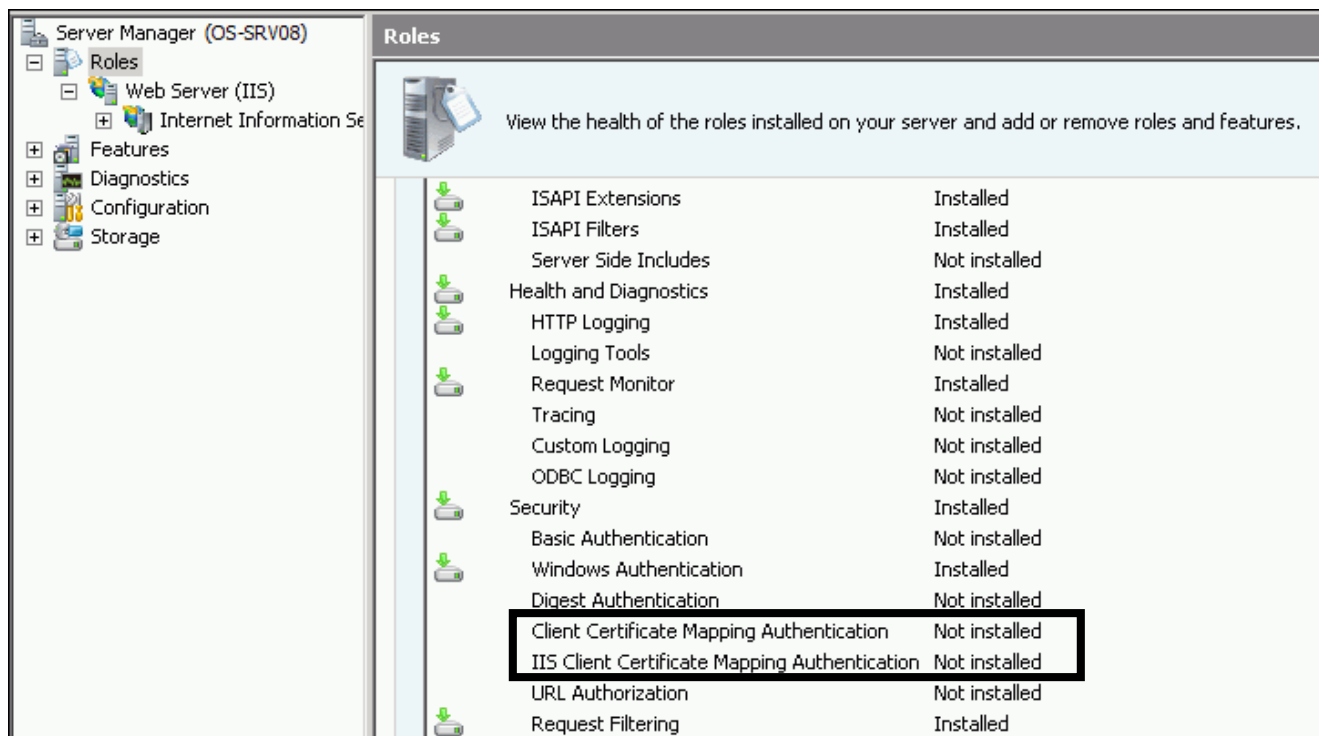 Server Manager (OS-SRV08)
Roles
Web Server (IIS)
Internet Information Se
Features
Diagnostics
Configuration
Storage
Roles
View the health of the roles installed on your server and add or remove roles and features.
ISAPI Extensions Installed
ISAPI Filters Installed
Server Side Includes Not installed
Health and Diagnostics Installed
HTTP Logging Installed
Logging Tools Not installed
Request Monitor Installed
Tracing Not installed
Custom Logging Not installed
ODBC Logging Not installed
Security Installed
Basic Authentication Not installed
Windows Authentication Installed
Digest Authentication Not installed
Client Certificate Mapping Authentication Not installed
IIS Client Certificate Mapping Authentication Not installed
URL Authorization Not installed
Request Filtering Installed